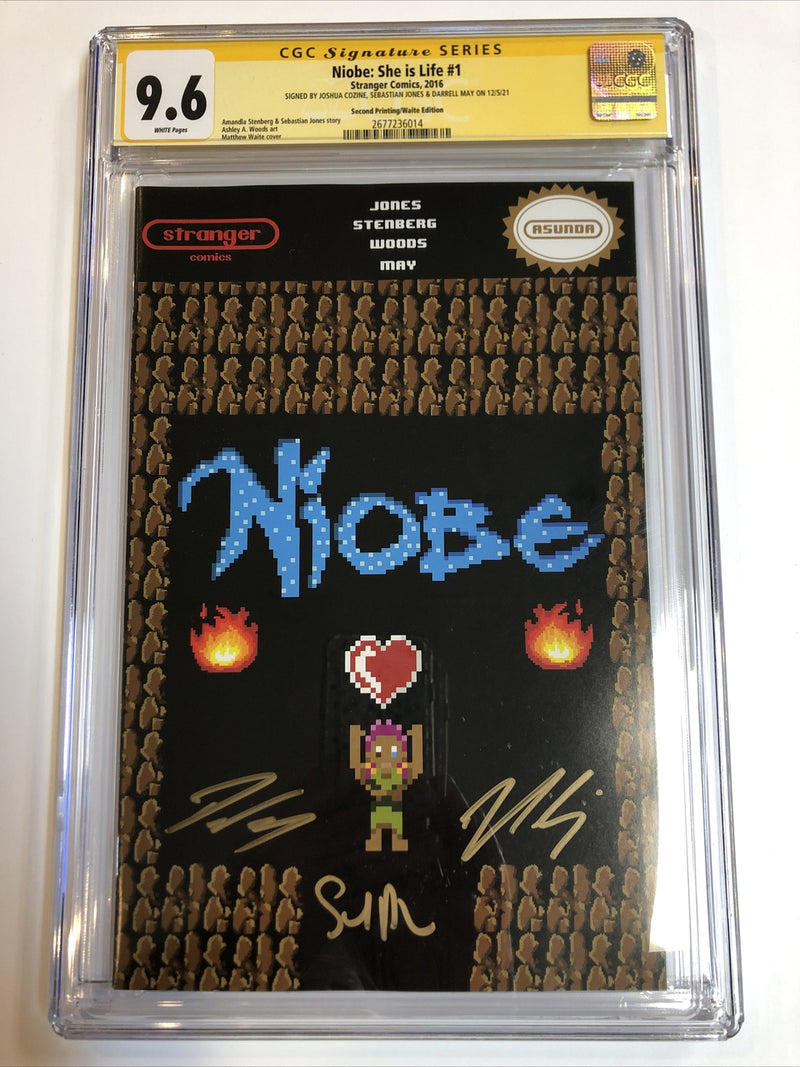 CGC Signature SERIES
9.6
WHITE Pages
Niobe: She is Life #1
Stranger Comics, 2016
SIGNED BY JOSHUA COZINE, SEBASTIAN JONES & DARRELL MAY ON 12/5/21
Second Printing/Waite Edition
Amandla Stenberg & Sebastian Jones story
Ashley A. Woods art
Matthew Waite cover
2677236014
CGC
stranger
comics
JONES
STENBERG
WOODS
MAY
ASUNDA
NIOBE